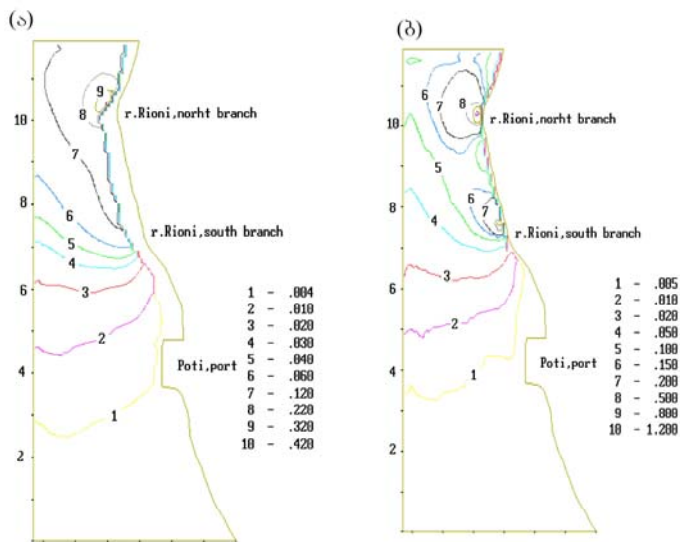 (ა)
10
8
6
4
2
9
8
7
6
5
4
3
2
1
r.Rioni,norht branch
r.Rioni,south branch
Poti,port
1 - .004
2 - .010
3 - .020
4 - .030
5 - .040
6 - .060
7 - .120
8 - .220
9 - .320
10 - .420
(ბ)
10
8
6
4
2
6
7
8
5
6
7
4
3
2
1
r.Rioni,norht branch
r.Rioni,south branch
Poti,port
1 - .005
2 - .010
3 - .020
4 - .050
5 - .100
6 - .150
7 - .200
8 - .500
9 - .800
10 - 1.200